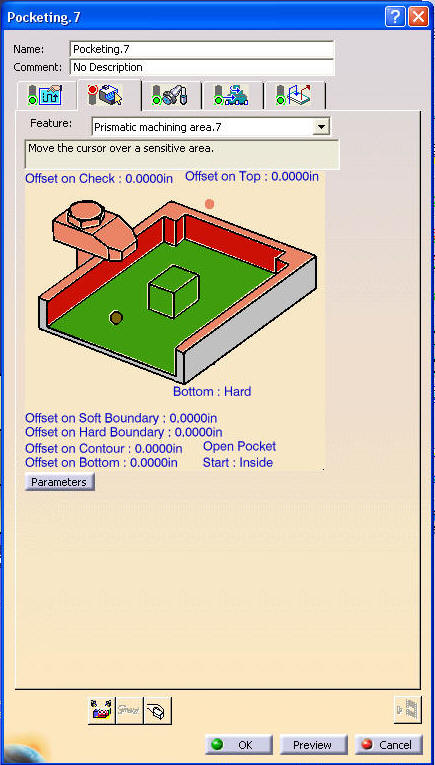 Pocketing.7
Name: Pocketing.7
Comment: No Description
Feature: Prismatic machining area.7
Move the cursor over a sensitive area.
Offset on Check : 0.0000in Offset on Top : 0.0000in
Bottom : Hard
Offset on Soft Boundary : 0.0000in
Offset on Hard Boundary : 0.0000in
Offset on Contour : 0.0000in Open Pocket
Offset on Bottom : 0.0000in Start : Inside
Parameters
OK Preview Cancel